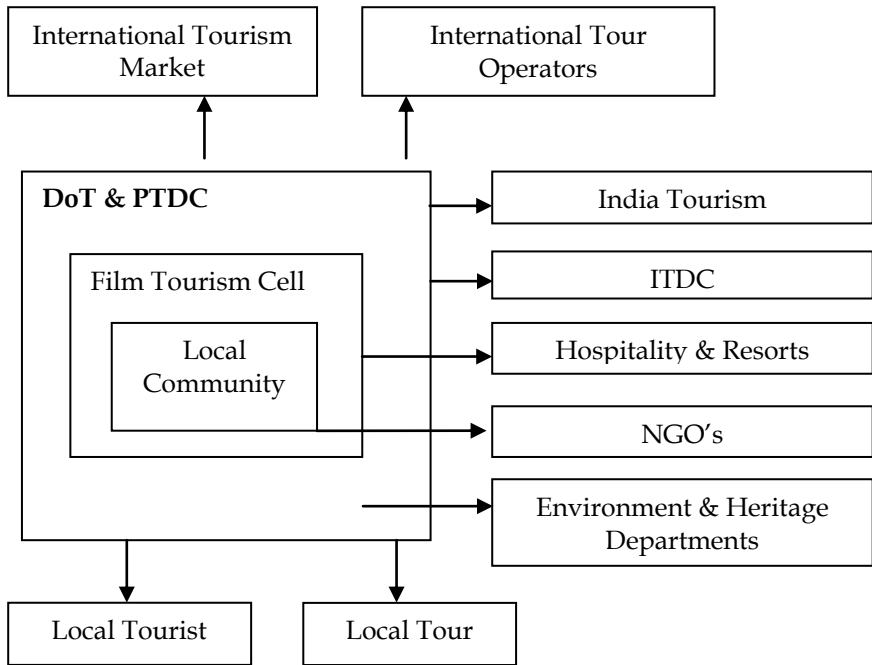 International Tourism
Market
International Tour
Operators
DoT & PTDC
Film Tourism Cell
Local
Community
India Tourism
ITDC
Hospitality & Resorts
NGO’s
Environment & Heritage
Departments
Local Tourist
Local Tour